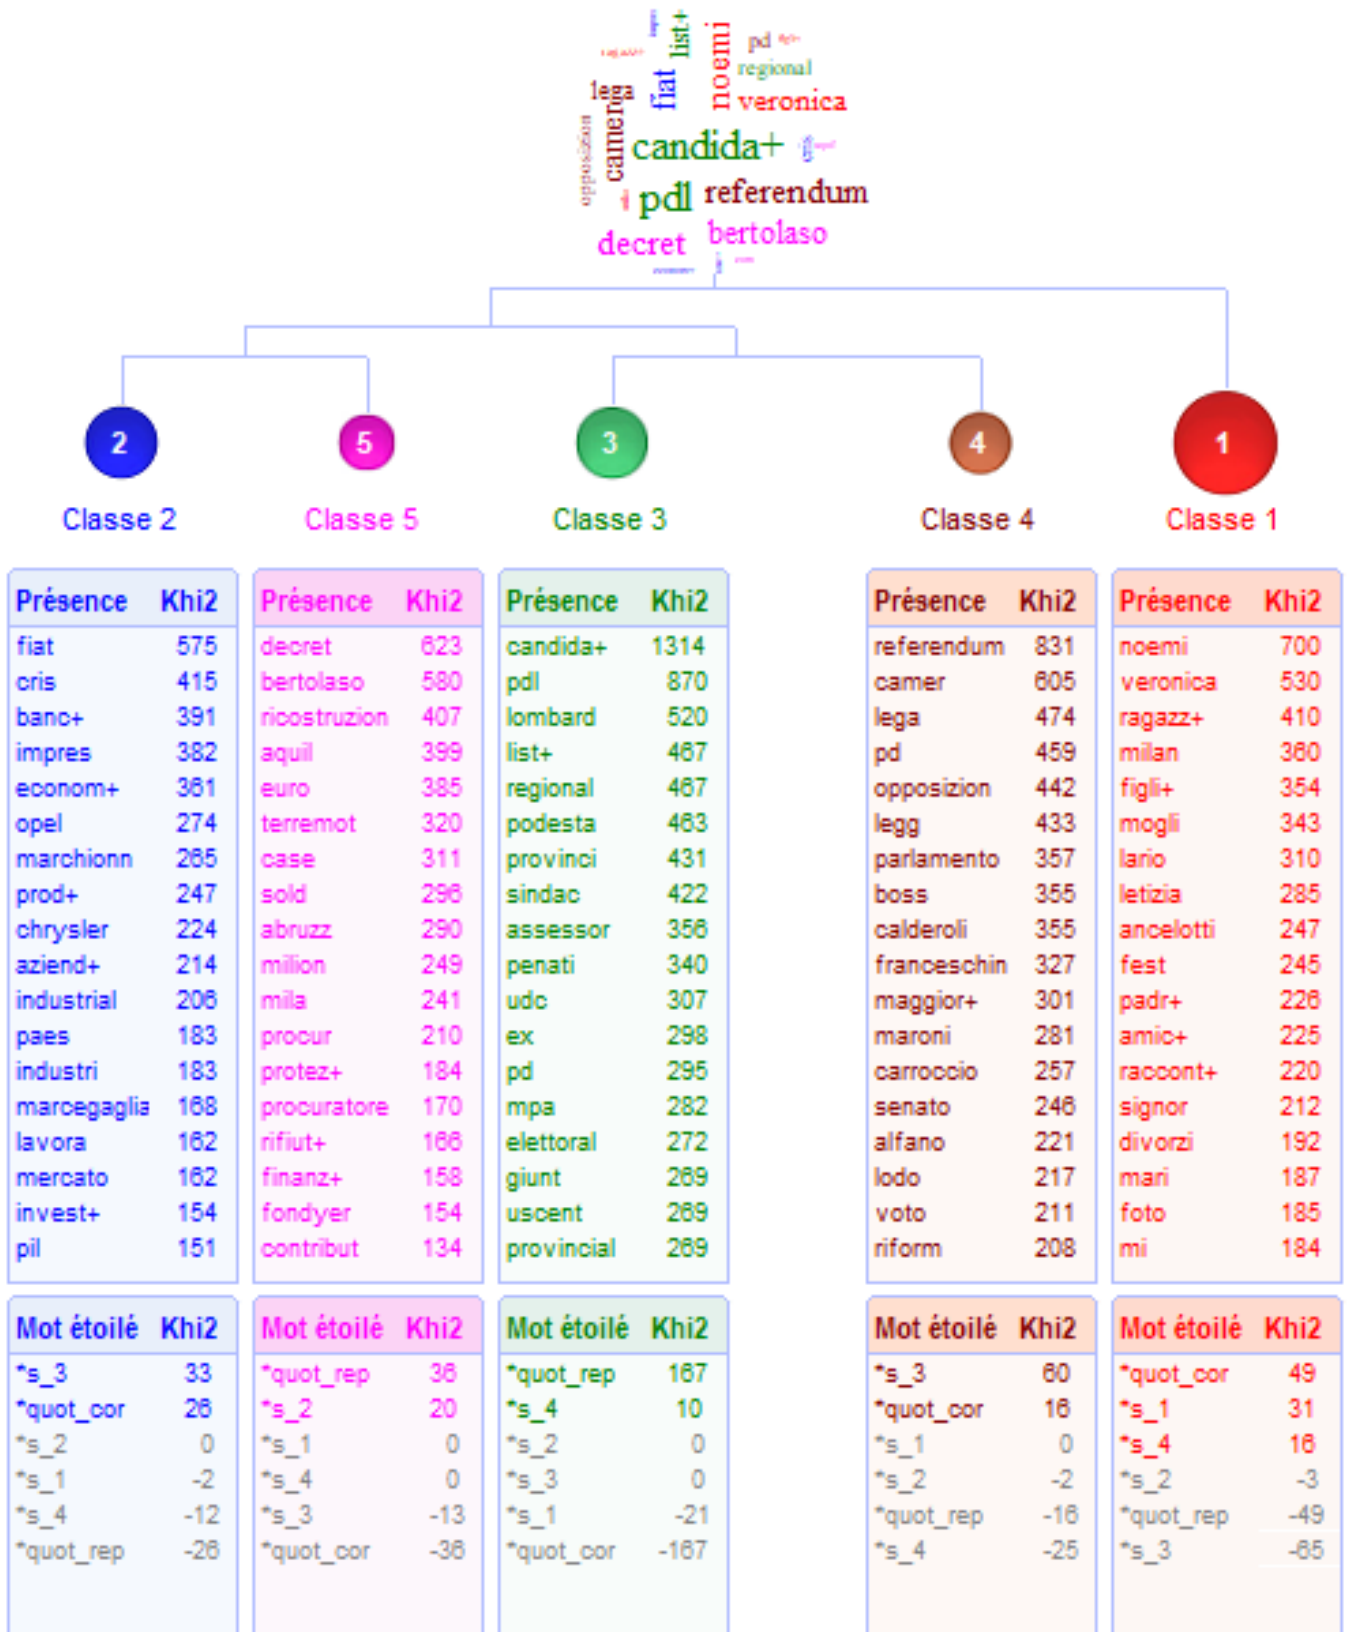 list+
noemi
pd
regional
fiat
lega
veronica
camer
opposizion
candida+
pdl
referendum
decret
bertolaso
2
5
3
4
1
Classe 2
Classe 5
Classe 3
Classe 4
Classe 1
Présence Khi2
fiat 575
cris 415
banc+ 391
impres 382
econom+ 361
opel 274
marchionn 265
prod+ 247
chrysler 224
aziend+ 214
industrial 206
paes 183
industri 183
marcegaglia 168
lavora 162
mercato 162
invest+ 154
pil 151
Mot étoilé Khi2
*s_3 33
*quot_cor 26
*s_2 0
*s_1 -2
*s_4 -12
*quot_rep -26
Présence Khi2
decret 623
bertolaso 580
ricostruzion 407
aquil 399
euro 385
terremot 320
case 311
sold 296
abruzz 290
milion 249
mila 241
procur 210
protez+ 184
procuratore 170
rifiut+ 166
finanz+ 158
fondyer 154
contribut 134
Mot étoilé Khi2
*quot_rep 36
*s_2 20
*s_1 0
*s_4 0
*s_3 -13
*quot_cor -36
Présence Khi2
candida+ 1314
pdl 870
lombard 520
list+ 467
regional 467
podesta 463
provinci 431
sindac 422
assessor 356
penati 340
udc 307
ex 298
pd 295
mpa 282
elettoral 272
giunt 269
uscent 269
provincial 269
Mot étoilé Khi2
*quot_rep 167
*s_4 10
*s_2 0
*s_3 0
*s_1 -21
*quot_cor -167
Présence Khi2
referendum 831
camer 605
lega 474
pd 459
opposizion 442
legg 433
parlamento 357
boss 355
calderoli 355
franceschin 327
maggior+ 301
maroni 281
carroccio 257
senato 246
alfano 221
lodo 217
voto 211
riform 208
Mot étoilé Khi2
*s_3 60
*quot_cor 16
*s_1 0
*s_2 -2
*quot_rep -16
*s_4 -25
Présence Khi2
noemi 700
veronica 530
ragazz+ 410
milan 360
figli+ 354
mogli 343
lario 310
letizia 285
ancelotti 247
fest 245
padr+ 226
amic+ 225
raccont+ 220
signor 212
divorzi 192
mari 187
foto 185
mi 184
Mot étoilé Khi2
*quot_cor 49
*s_1 31
*s_4 16
*s_2 -3
*quot_rep -49
*s_3 -65